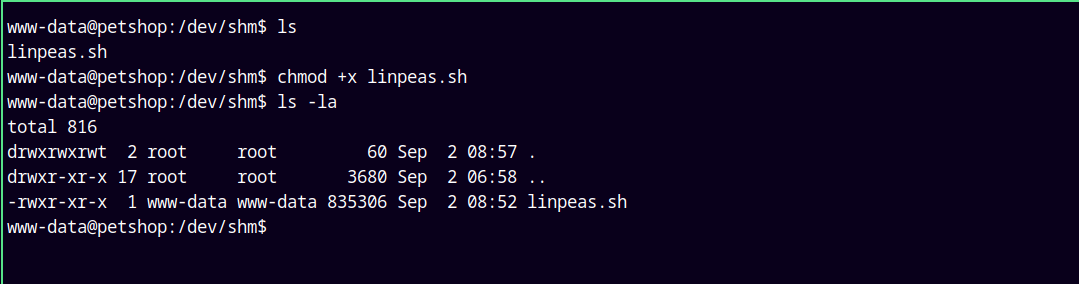 www-data@petshop:/dev/shm$ ls
linpeas.sh
www-data@petshop:/dev/shm$ chmod +x linpeas.sh
www-data@petshop:/dev/shm$ ls -la
total 816
drwxrwxrwt  2 root     root         60 Sep  2 08:57 .
drwxr-xr-x 17 root     root       3680 Sep  2 06:58 ..
-rwxr-xr-x  1 www-data www-data 835306 Sep  2 08:52 linpeas.sh
www-data@petshop:/dev/shm$